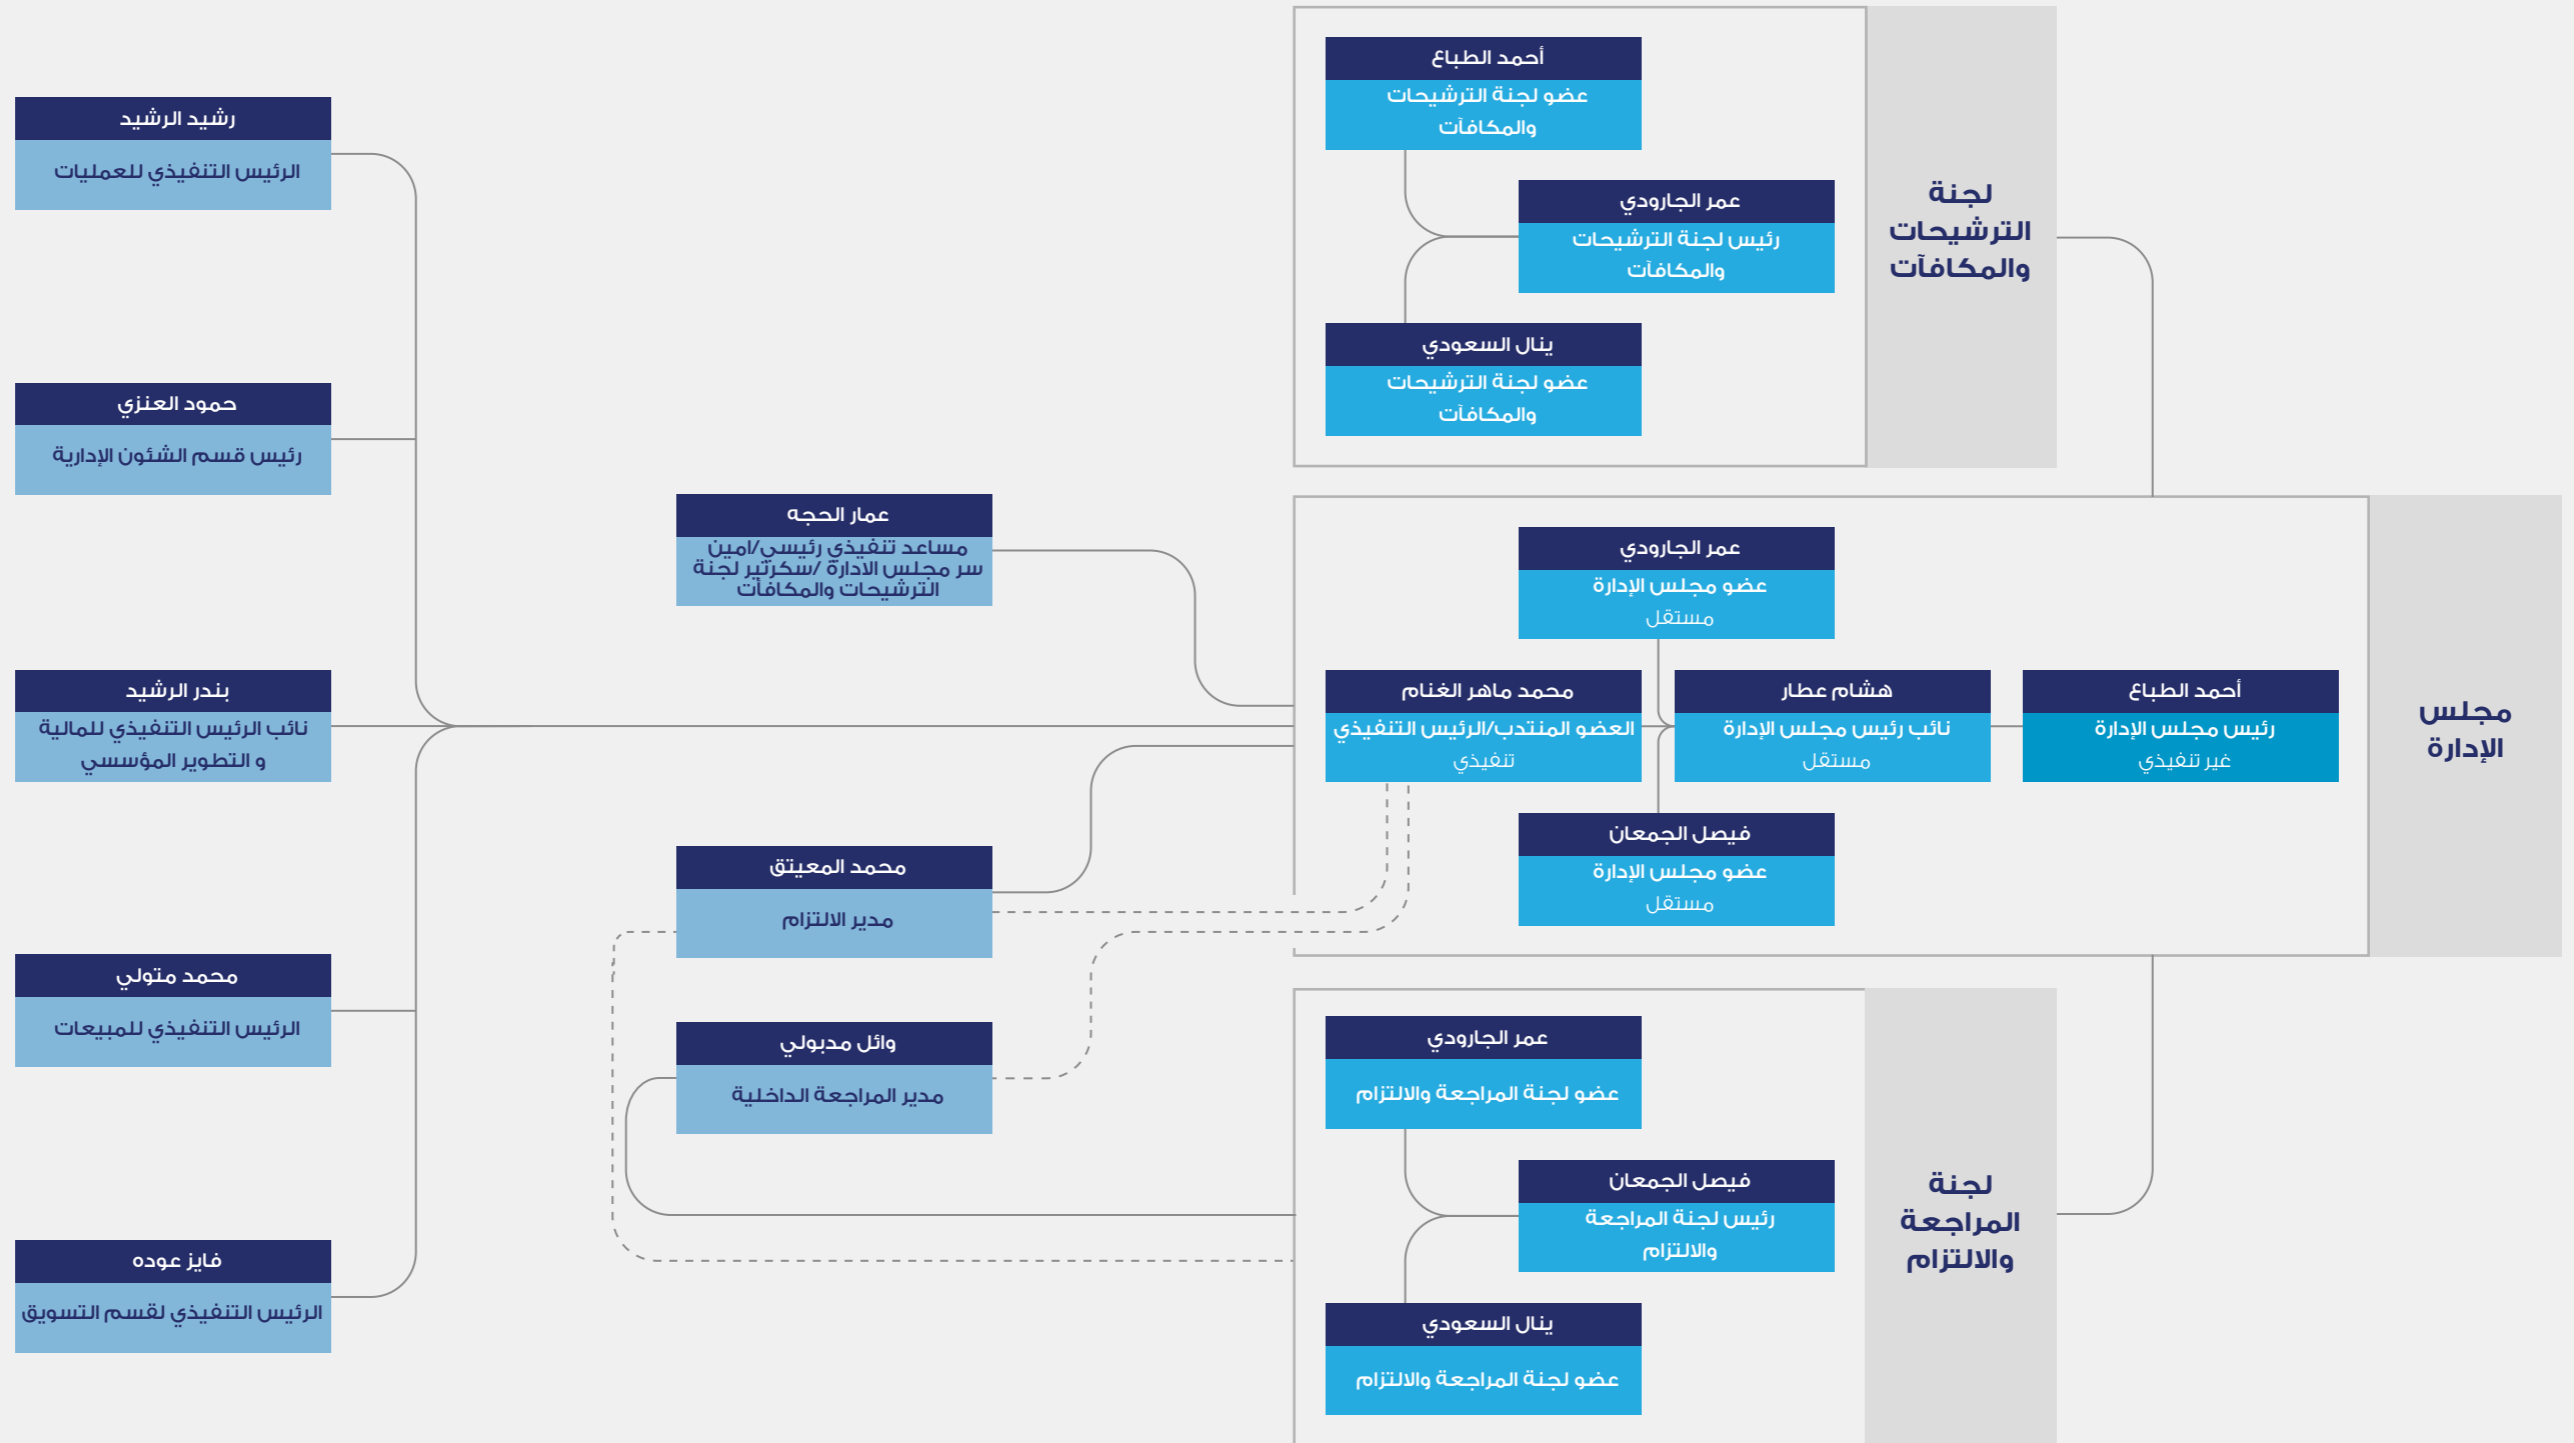 لجنة
الترشيحات
والمكافآت
أحمد الطباع
عضو لجنة الترشيحات
والمكافآت
عمر الجارودي
رئيس لجنة الترشيحات
والمكافآت
ينال السعودي
عضو لجنة الترشيحات
والمكافآت
مجلس
الإدارة
أحمد الطباع
رئيس مجلس الإدارة
غير تنفيذي
هشام عطار
نائب رئيس مجلس الإدارة
مستقل
عمر الجارودي
عضو مجلس الإدارة
مستقل
محمد ماهر الغنام
العضو المنتدب/الرئيس التنفيذي
تنفيذي
فيصل الجمعان
عضو مجلس الإدارة
مستقل
لجنة
المراجعة
والالتزام
عمر الجارودي
عضو لجنة المراجعة والالتزام
فيصل الجمعان
رئيس لجنة المراجعة
والالتزام
ينال السعودي
عضو لجنة المراجعة والالتزام
عمار الحجه
مساعد تنفيذي رئيسي/امين
سر مجلس الادارة /سكرتير لجنة
الترشيحات والمكافأت
محمد المعيتق
مدير الالتزام
وائل مدبولي
مدير المراجعة الداخلية
رشيد الرشيد
الرئيس التنفيذي للعمليات
حمود العنزي
رئيس قسم الشئون الإدارية
بندر الرشيد
نائب الرئيس التنفيذي للمالية
و التطوير المؤسسي
محمد متولي
الرئيس التنفيذي للمبيعات
فايز عوده
الرئيس التنفيذي لقسم التسويق